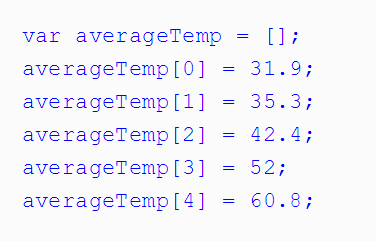 var averageTemp = [];
averageTemp[0] = 31.9;
averageTemp[1] = 35.3;
averageTemp[2] = 42.4;
averageTemp[3] = 52;
averageTemp[4] = 60.8;